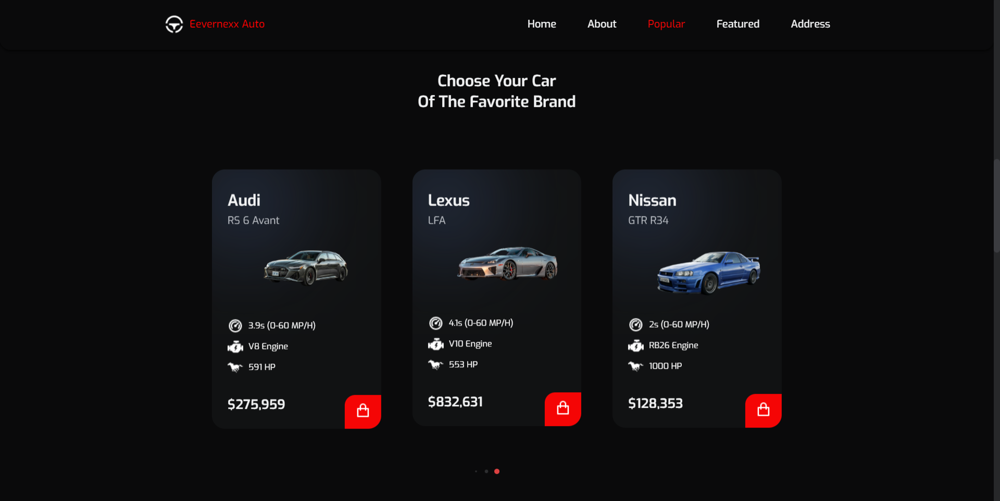 Eevernexx Auto
Home
About
Popular
Featured
Address
Choose Your Car
Of The Favorite Brand
Audi
RS 6 Avant
3.9s (0-60 MP/H)
V8 Engine
591 HP
$275,959
Lexus
LFA
4.1s (0-60 MP/H)
V10 Engine
553 HP
$832,631
Nissan
GTR R34
2s (0-60 MP/H)
RB26 Engine
1000 HP
$128,353